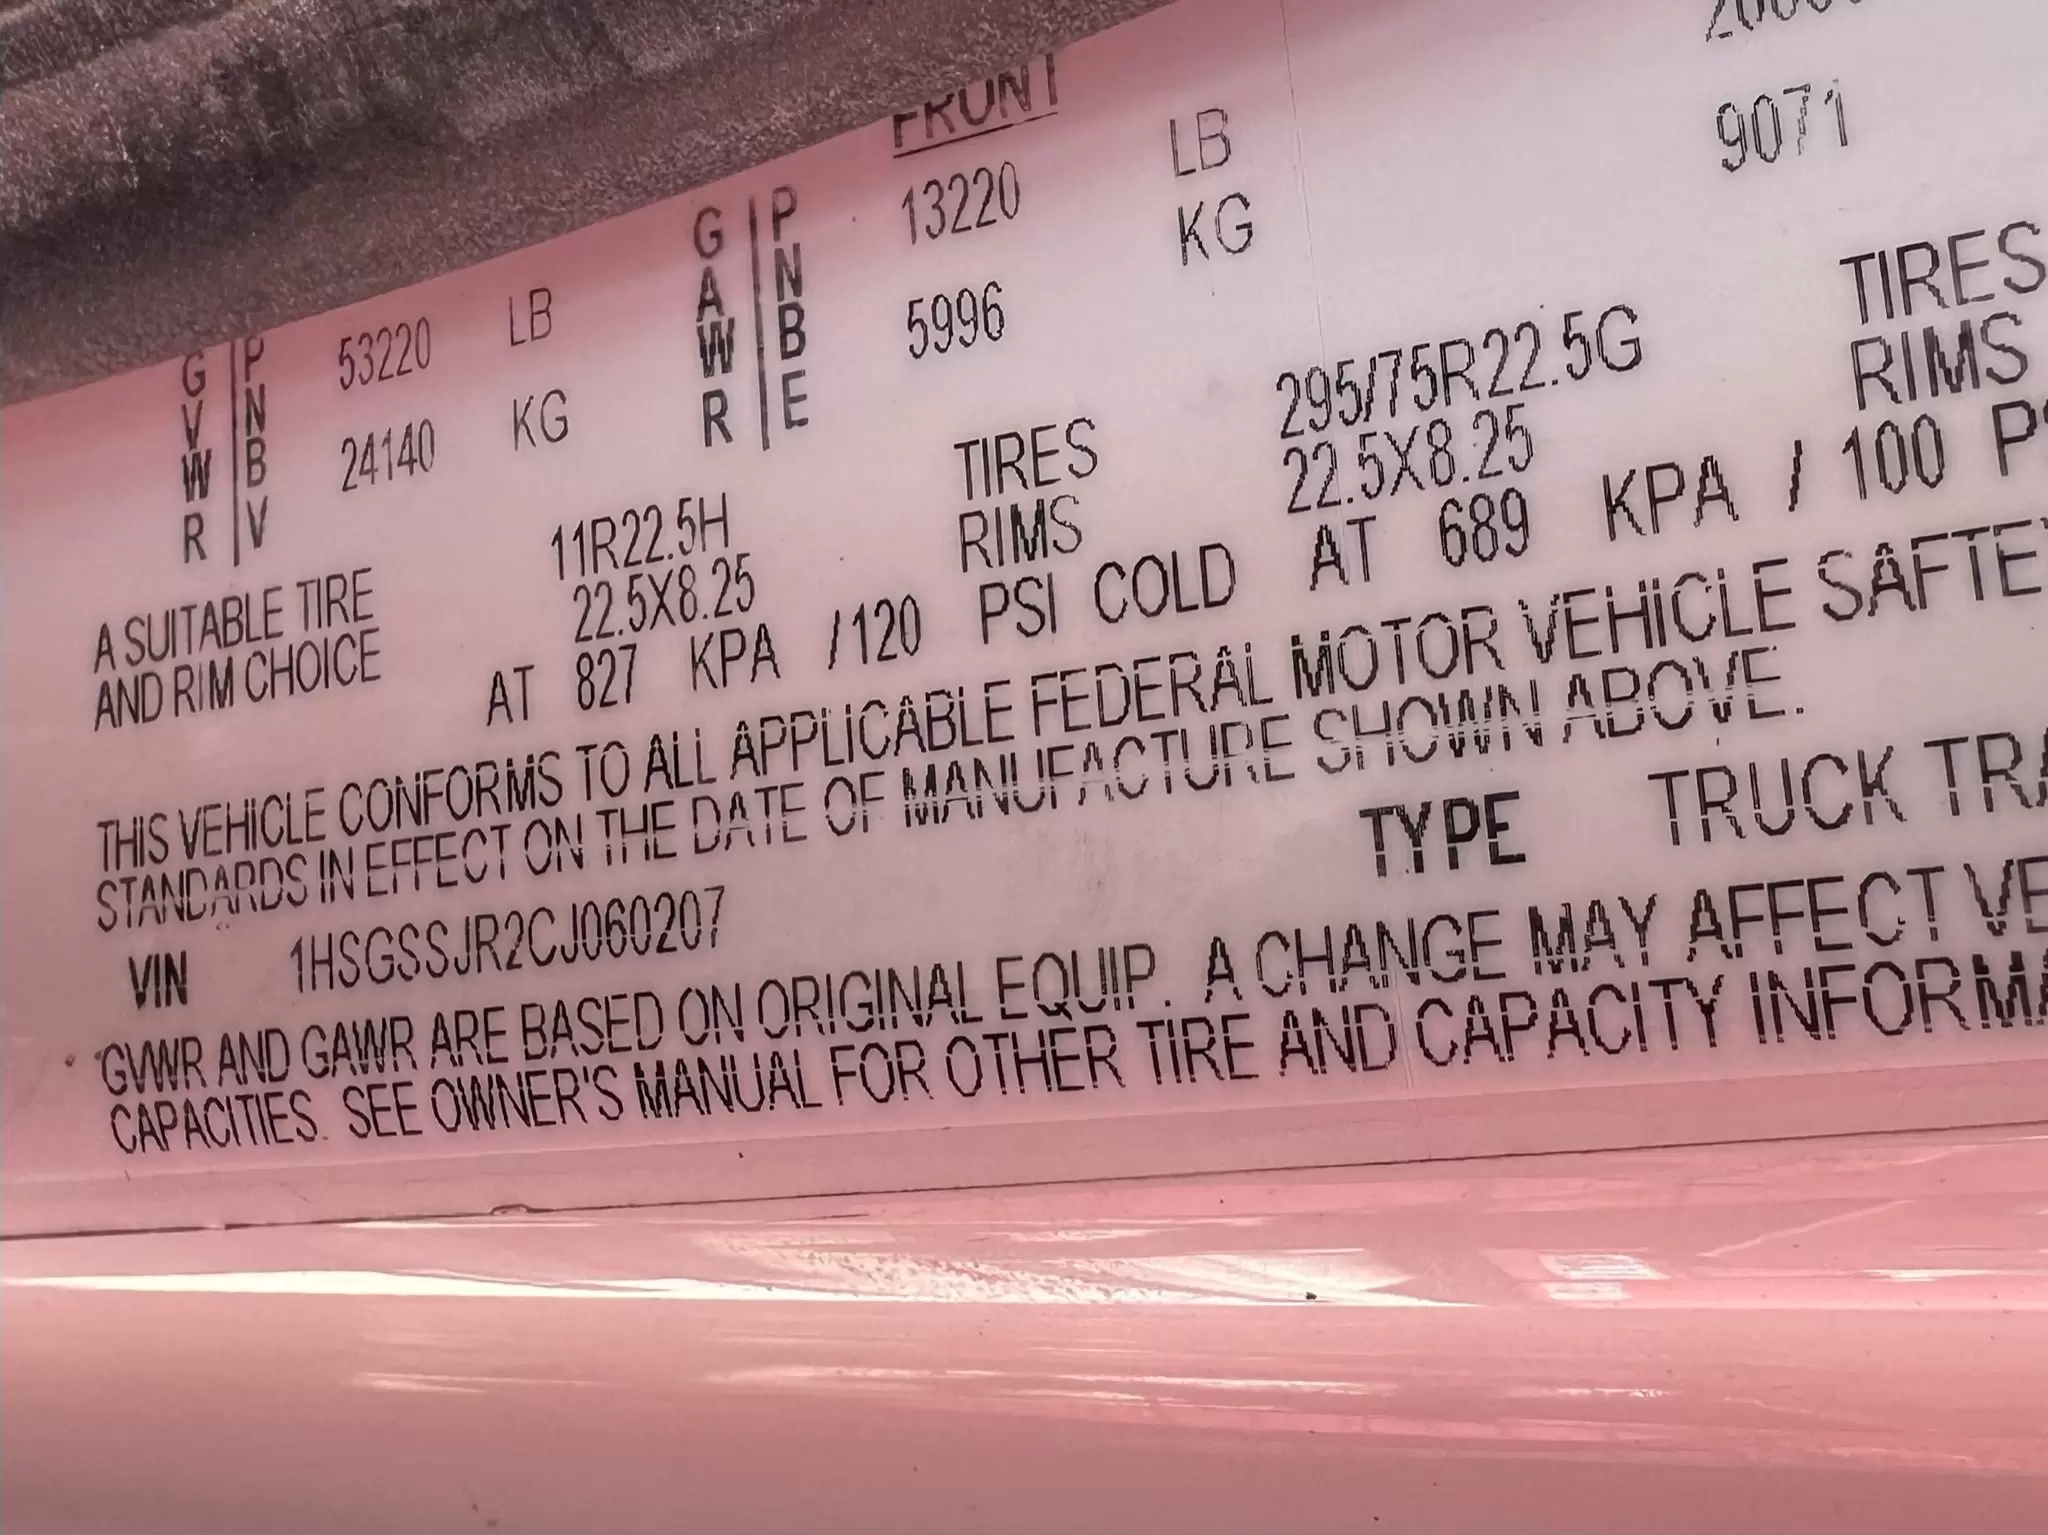 FRONT
G P 53220 LB G P 13220 LB
V N 24140 KG A N 5996 KG 9071
W B W B
R V R E
A SUITABLE TIRE 11R22.5H TIRES 295/75R22.5G TIRES
AND RIM CHOICE 22.5X8.25 RIMS 22.5X8.25 RIMS
AT 827 KPA /120 PSI COLD AT 689 KPA / 100
THIS VEHICLE CONFORMS TO ALL APPLICABLE FEDERAL MOTOR VEHICLE SAFTE
STANDARDS IN EFFECT ON THE DATE OF MANUFACTURE SHOWN ABOVE.
VIN 1HSGSSJR2CJ060207 TYPE TRUCK TRA
GVWR AND GAWR ARE BASED ON ORIGINAL EQUIP. A CHANGE MAY AFFECT VE
CAPACITIES. SEE OWNER'S MANUAL FOR OTHER TIRE AND CAPACITY INFORMA